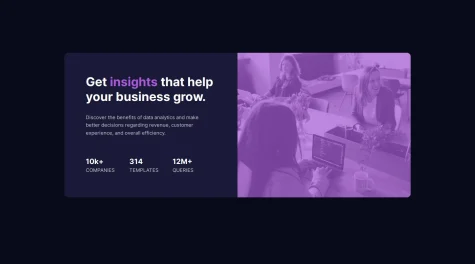 Get insights that help
your business grow.
Discover the benefits of data analytics and make
better decisions regarding revenue, customer
experience, and overall efficiency.
10k+ 314 12M+
COMPANIES TEMPLATES QUERIES